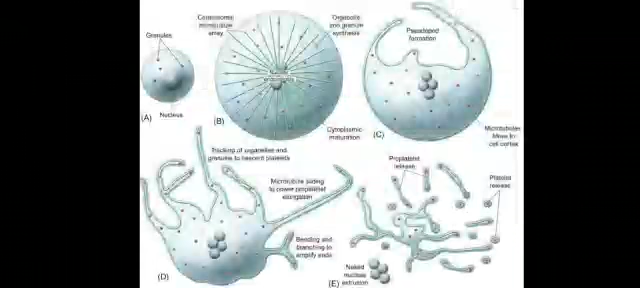 Granules
Nucleus
(A)
Centrosomal
microtubule
array
Organelle
and granule
synthesis
Nuclear
Cytoplasmic
maturation
(B)
Pseudopod
formation
Microtubules
Move to
cell cortex
(C)
Tracking of organelles and
granules to nascent platelets
Microtubule sliding
to power proplatelet
elongation
Bending and
branching to
amplify ends
(D)
Proplatelet
release
Platelet
release
Naked
nucleus
extrusion
(E)